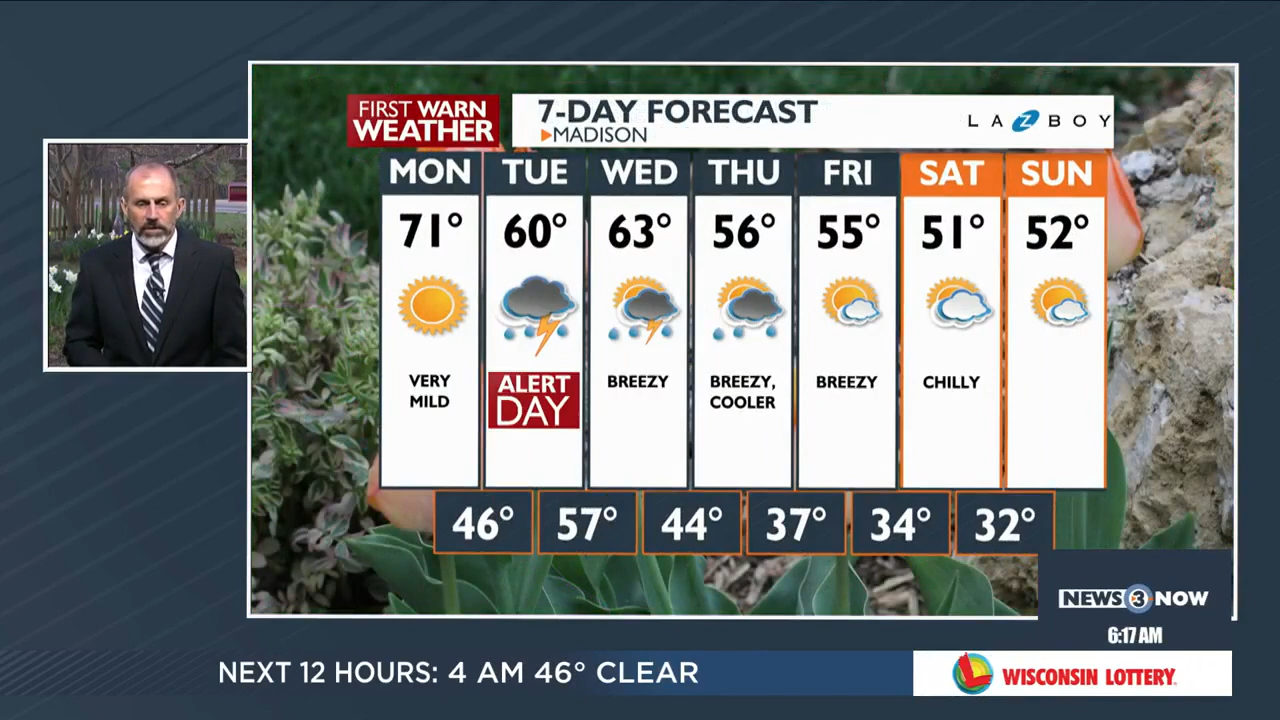 FIRST WARN
WEATHER
7-DAY FORECAST
MADISON
LA Z BOY
MON TUE WED THU FRI SAT SUN
71° 60° 63° 56° 55° 51° 52°
VERY
MILD
ALERT
DAY
BREEZY
BREEZY,
COOLER
BREEZY
CHILLY
46° 57° 44° 37° 34° 32°
NEWS 3 NOW
6:17 AM
NEXT 12 HOURS: 4 AM 46° CLEAR
WISCONSIN LOTTERY